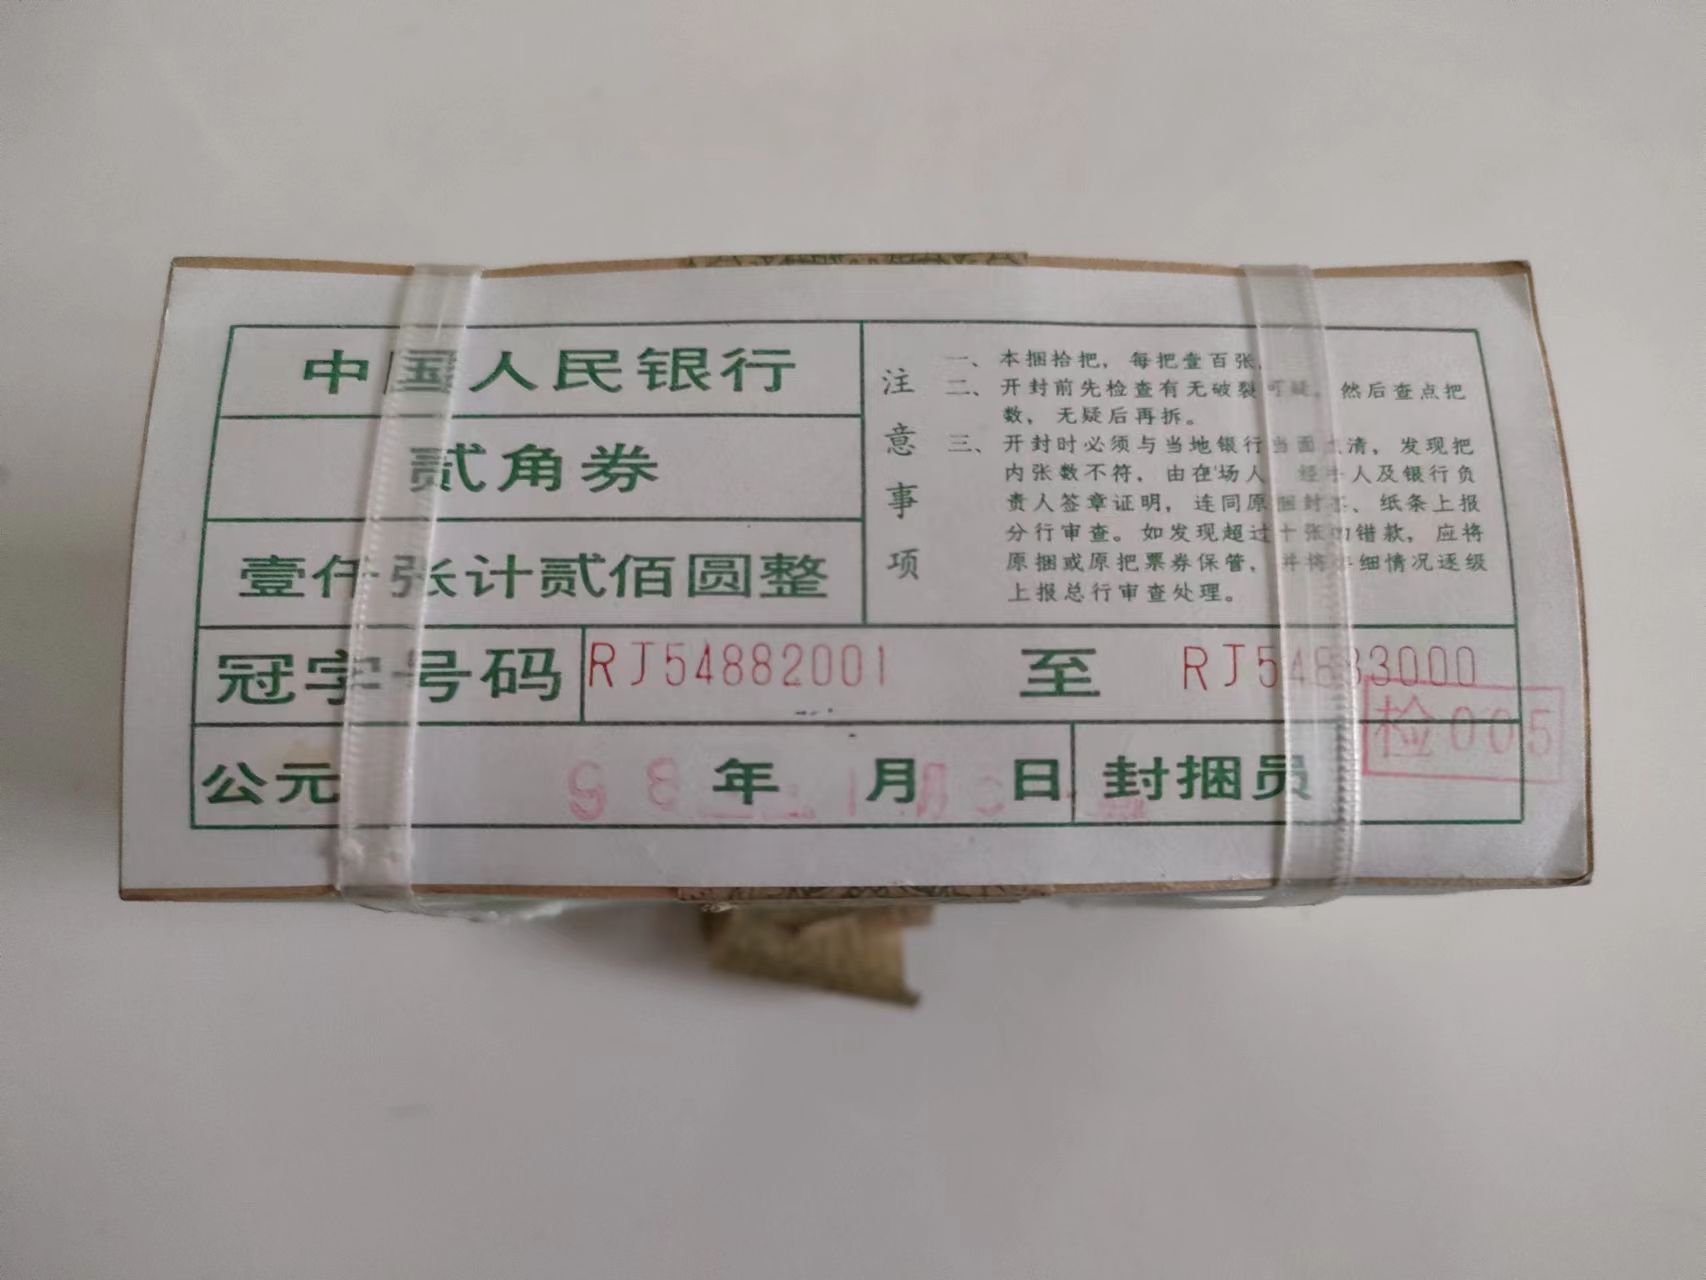 中国人民银行
贰角券
壹仟张计贰佰圆整
注意事项
一、本捆拾把，每把壹百张，
二、开封前先检查有无破裂可疑，然后查点把
数，无疑后再拆。
三、开封时必须与当地银行当面点清，发现把
内张数不符，由在场人、经手人及银行负
责人签章证明，连同原捆封签、纸条上报
分行审查。如发现超过十张的错款，应将
原捆或原把票券保管，并将详细情况逐级
上报总行审查处理。
冠字号码 RJ54882001 至 RJ54883000
检005
公元 年 月 日 封捆员